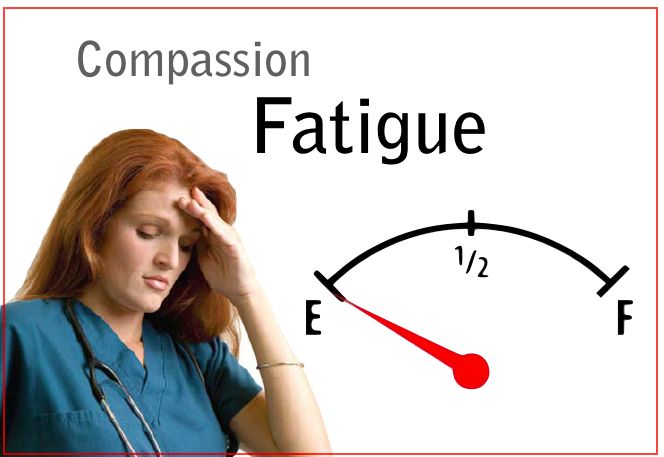 Compassion
Fatigue
1/2
E
F